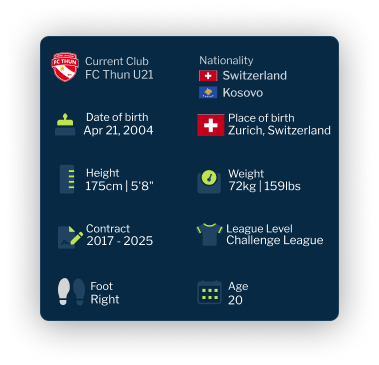 Current Club
FC Thun U21
Nationality
Switzerland
Kosovo
Date of birth
Apr 21, 2004
Place of birth
Zurich, Switzerland
Height
175cm | 5'8"
Weight
72kg | 159lbs
Contract
2017 - 2025
League Level
Challenge League
Foot
Right
Age
20
FC THUN